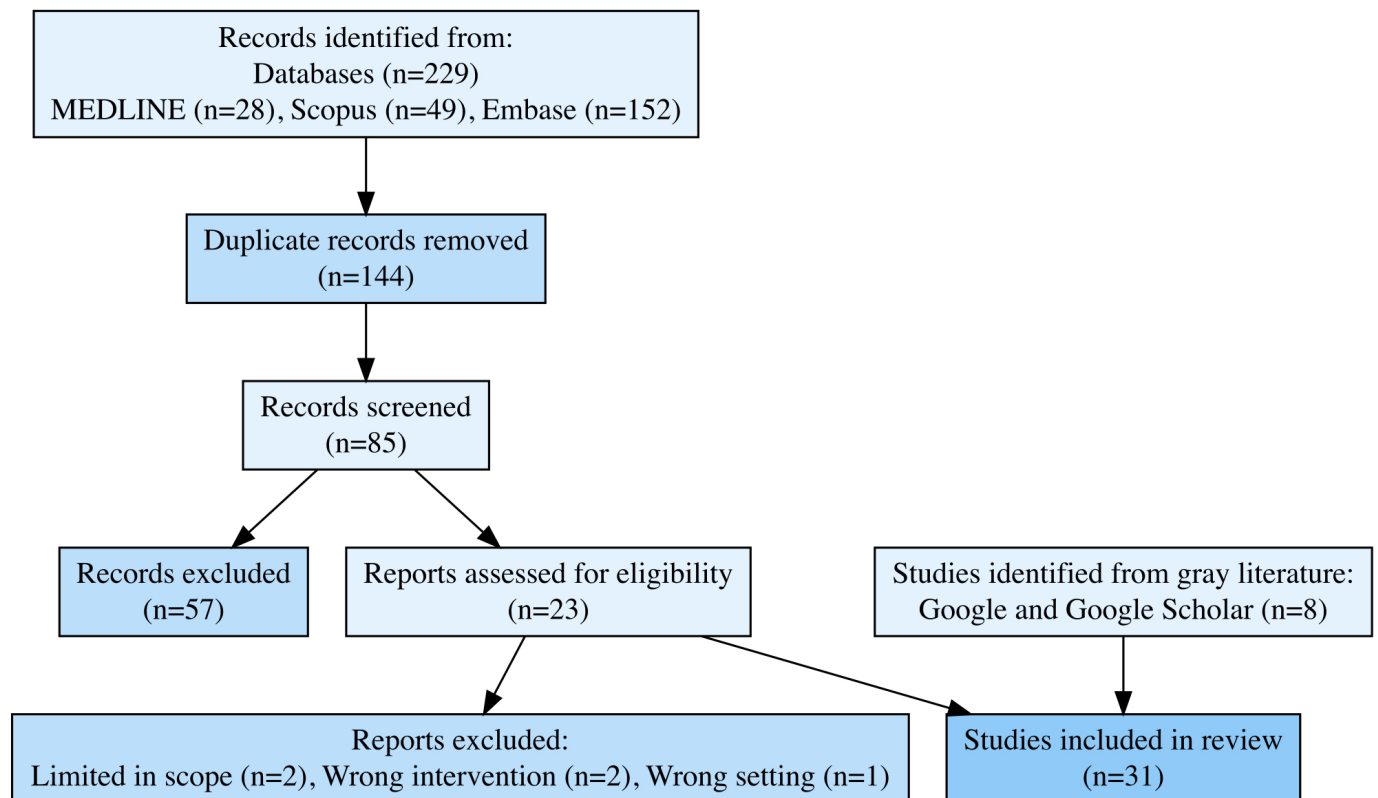 Records identified from:
Databases (n=229)
MEDLINE (n=28), Scopus (n=49), Embase (n=152)
Duplicate records removed
(n=144)
Records screened
(n=85)
Records excluded
(n=57)
Reports assessed for eligibility
(n=23)
Studies identified from gray literature:
Google and Google Scholar (n=8)
Reports excluded:
Limited in scope (n=2), Wrong intervention (n=2), Wrong setting (n=1)
Studies included in review
(n=31)